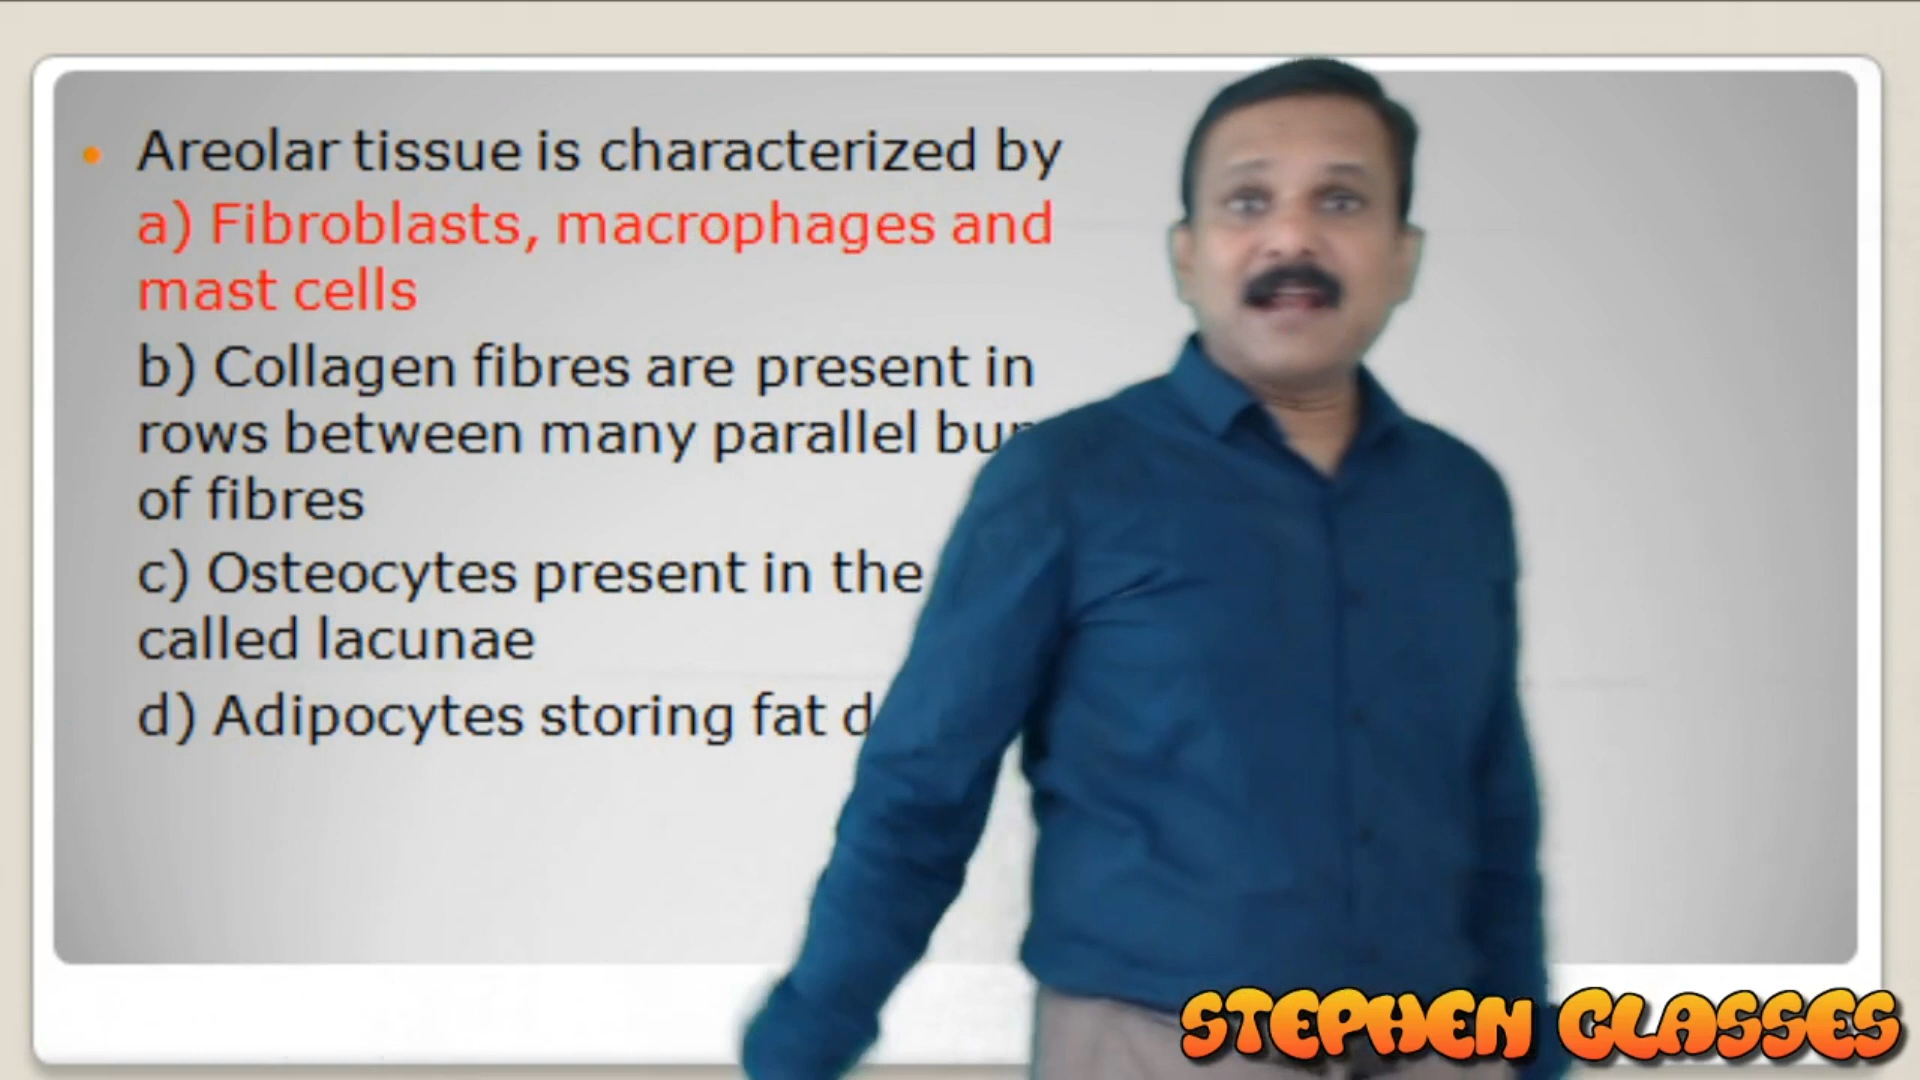 Areolar tissue is characterized by
a) Fibroblasts, macrophages and
mast cells
b) Collagen fibres are present in
rows between many parallel
of fibres
c) Osteocytes present in the
called lacunae
d) Adipocytes storing fat
STEPHEN CLASSES